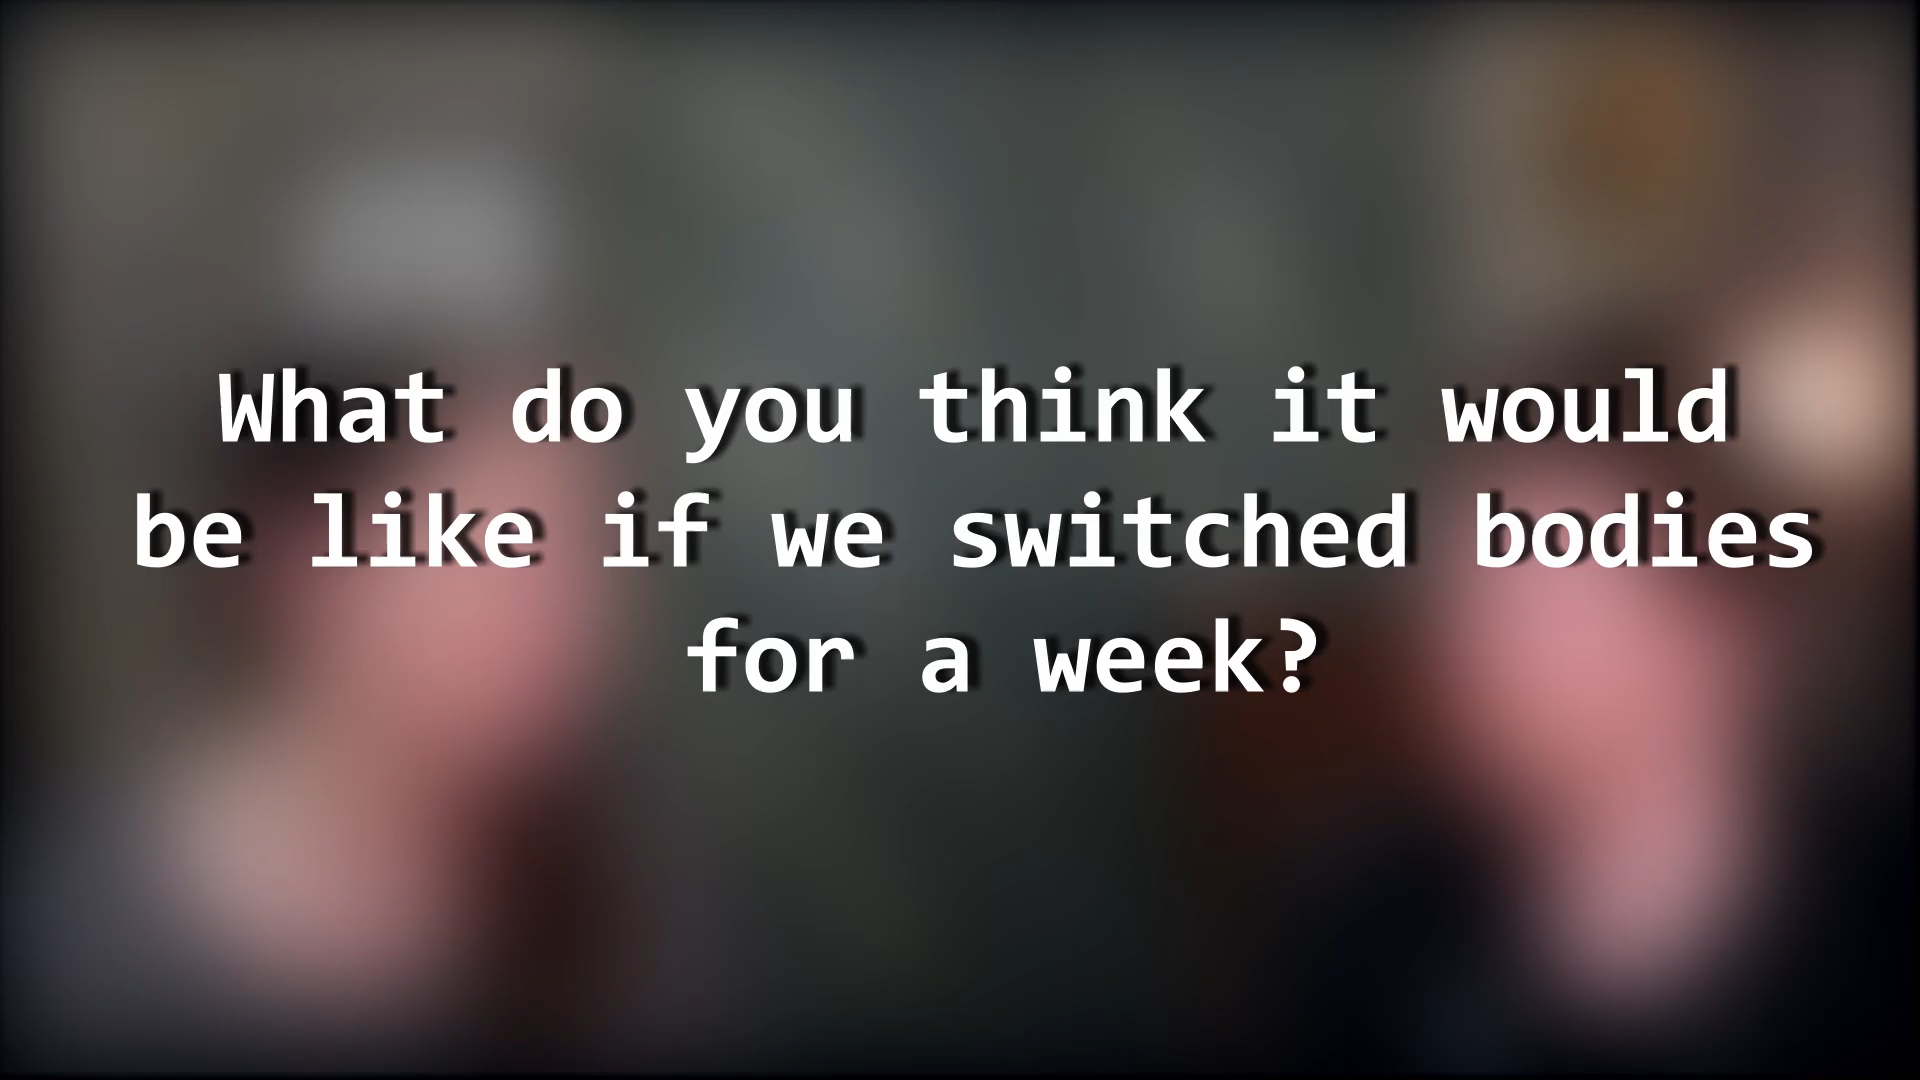 What do you think it would
be like if we switched bodies
for a week?